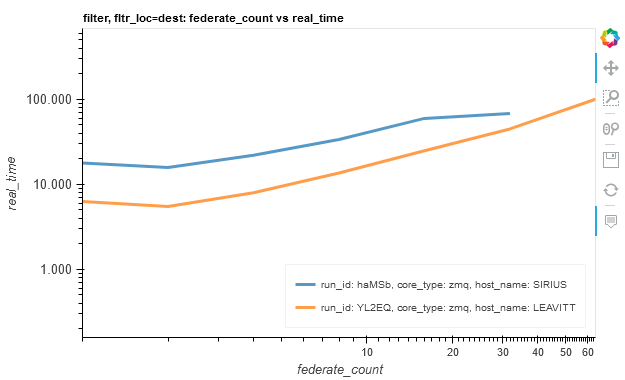 filter, fltr_loc=dest: federate_count vs real_time
100.000
10.000
1.000
real_time
run_id: haMSb, core_type: zmq, host_name: SIRIUS
run_id: YL2EQ, core_type: zmq, host_name: LEAVITT
10 20 30 40 50 60
federate_count